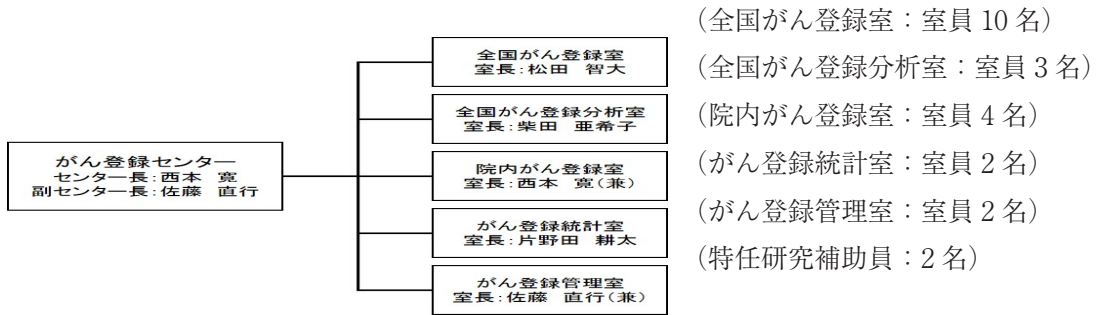 がん登録センター
センター長：西本　寛
副センター長：佐藤　直行
全国がん登録室
室長：松田　智大
全国がん登録分析室
室長：柴田　亜希子
院内がん登録室
室長：西本　寛（兼）
がん登録統計室
室長：片野田　耕太
がん登録管理室
室長：佐藤　直行（兼）
（全国がん登録室：室員 10 名）
（全国がん登録分析室：室員 3 名）
（院内がん登録室：室員 4 名）
（がん登録統計室：室員 2 名）
（がん登録管理室：室員 2 名）
（特任研究補助員：2 名）